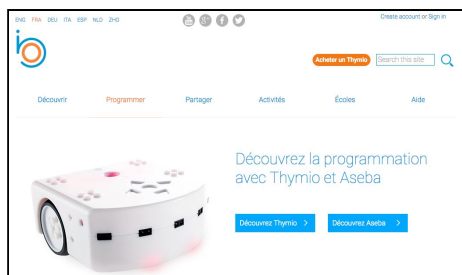 ENG FRA DEU ITA ESP NLD ZHO
Create account or Sign in
Acheter un Thymio
Search this site
Découvrir Programmer Partager Activités Écoles Aide
Découvrez la programmation
avec Thymio et Aseba
Découvrez Thymio > Découvrez Aseba >